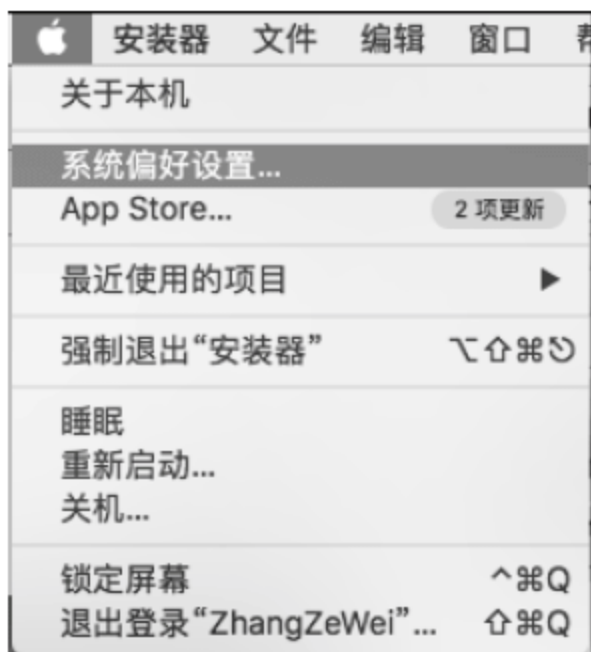 安装器 文件 编辑 窗口
关于本机
系统偏好设置...
App Store... 2 项更新
最近使用的项目 ▶
强制退出“安装器” ⌥⇧⌘⎋
睡眠
重新启动...
关机...
锁定屏幕 ^⌘Q
退出登录“ZhangZeWei”... ⇧⌘Q